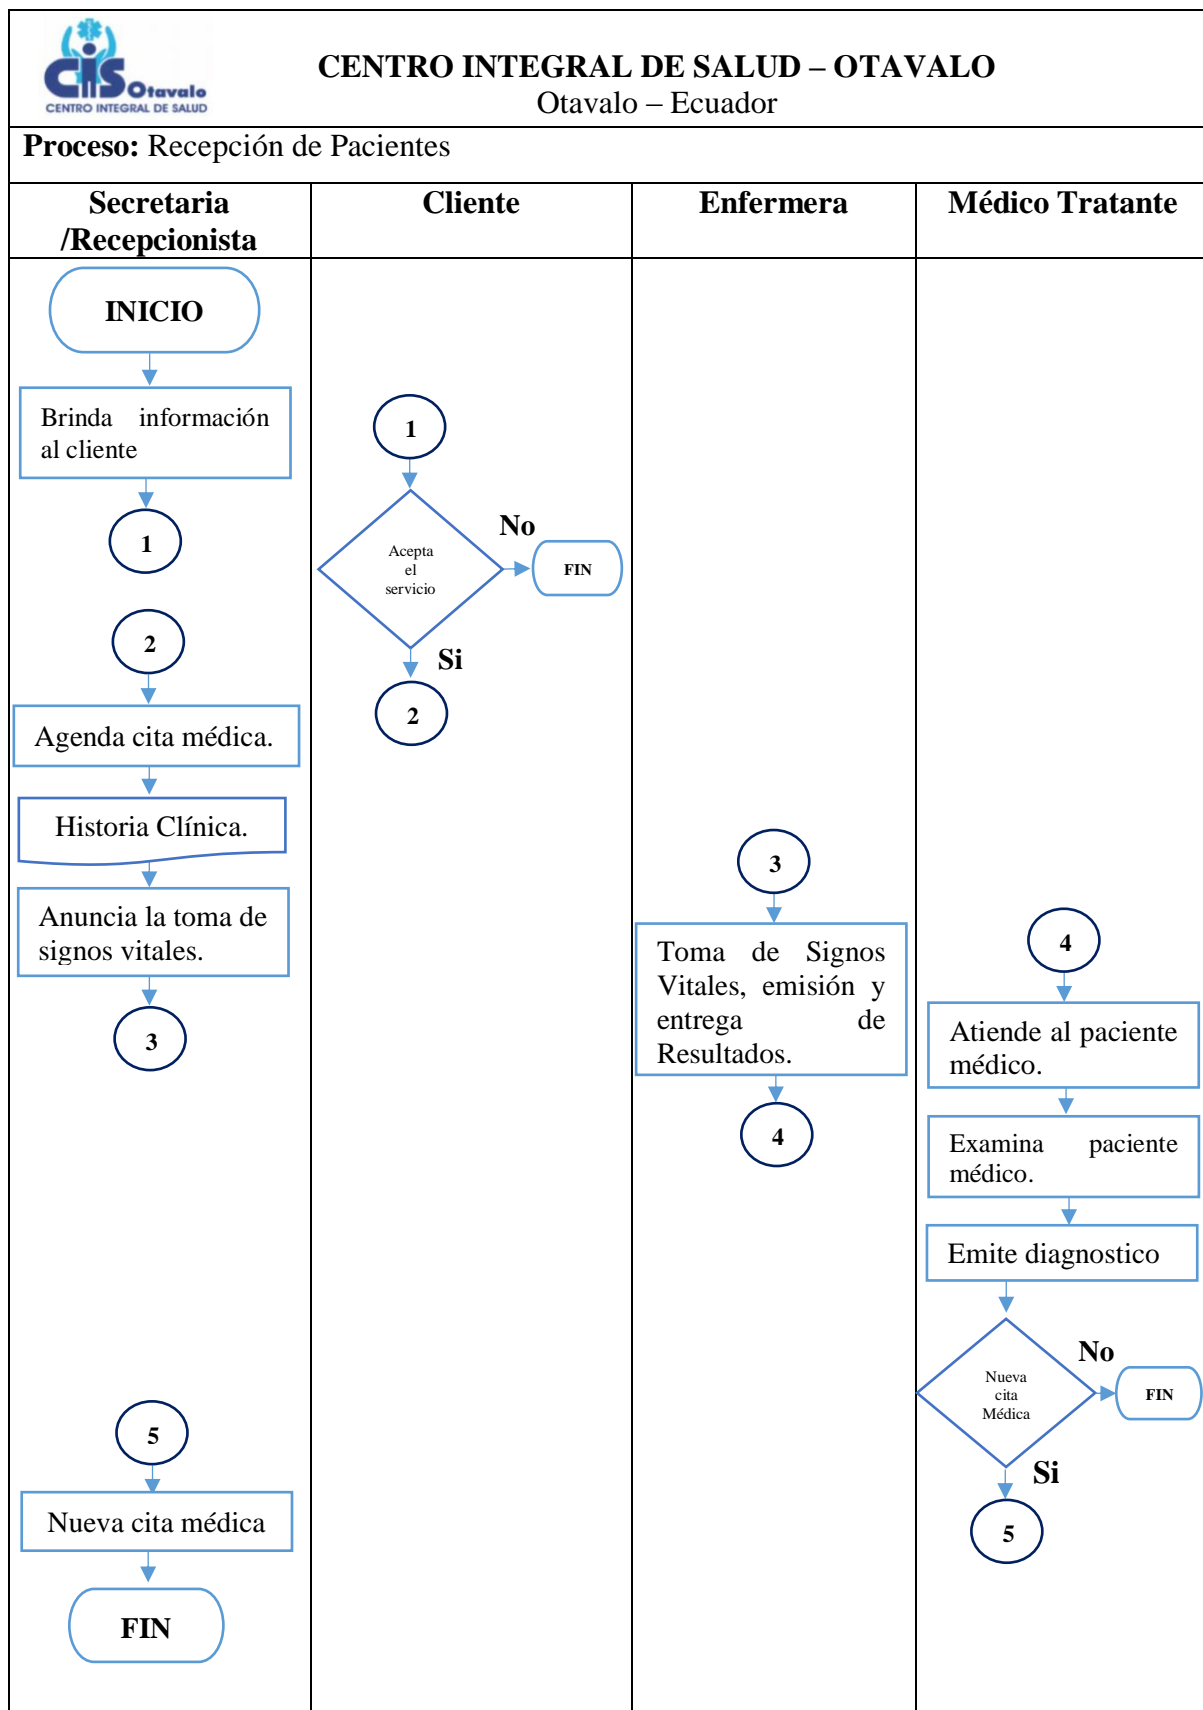 CiS Otavalo
CENTRO INTEGRAL DE SALUD
CENTRO INTEGRAL DE SALUD – OTAVALO
Otavalo – Ecuador
Proceso: Recepción de Pacientes
Secretaria
/Recepcionista
Cliente
Enfermera
Médico Tratante
INICIO
Brinda información
al cliente
1
2
Agenda cita médica.
Historia Clínica.
Anuncia la toma de
signos vitales.
3
5
Nueva cita médica
FIN
1
Acepta
el
servicio
No
FIN
Si
2
3
Toma de Signos
Vitales, emisión y
entrega de
Resultados.
4
4
Atiende al paciente
médico.
Examina paciente
médico.
Emite diagnostico
Nueva
cita
Médica
No
FIN
Si
5